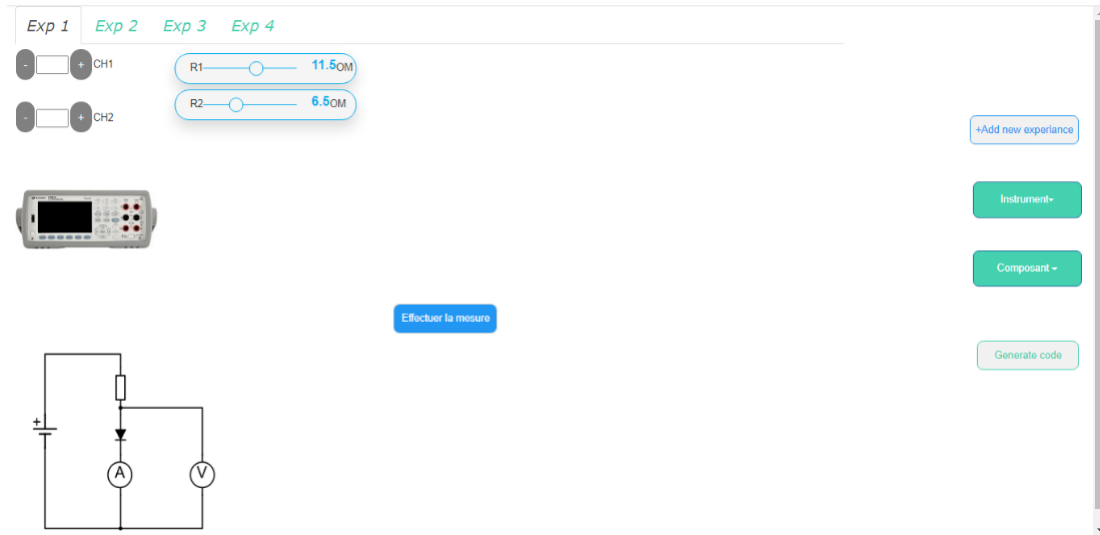 Exp 1 Exp 2 Exp 3 Exp 4
- + CH1
R1 11.5OM
R2 6.5OM
- + CH2
+Add new experiance
Instrument
Composant
Effectuer la mesure
Generate code
+
A V